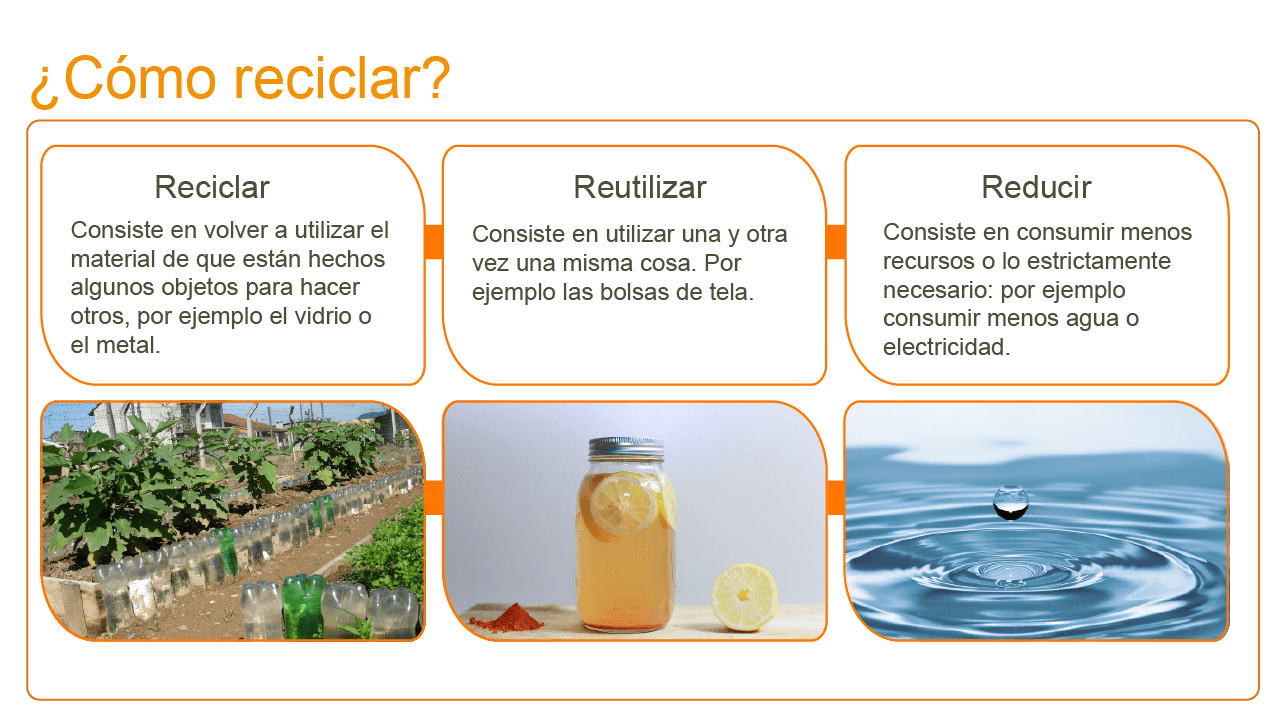 ¿Cómo reciclar?
Reciclar
Consiste en volver a utilizar el
material de que están hechos
algunos objetos para hacer
otros, por ejemplo el vidrio o
el metal.
Reutilizar
Consiste en utilizar una y otra
vez una misma cosa. Por
ejemplo las bolsas de tela.
Reducir
Consiste en consumir menos
recursos o lo estrictamente
necesario: por ejemplo
consumir menos agua o
electricidad.